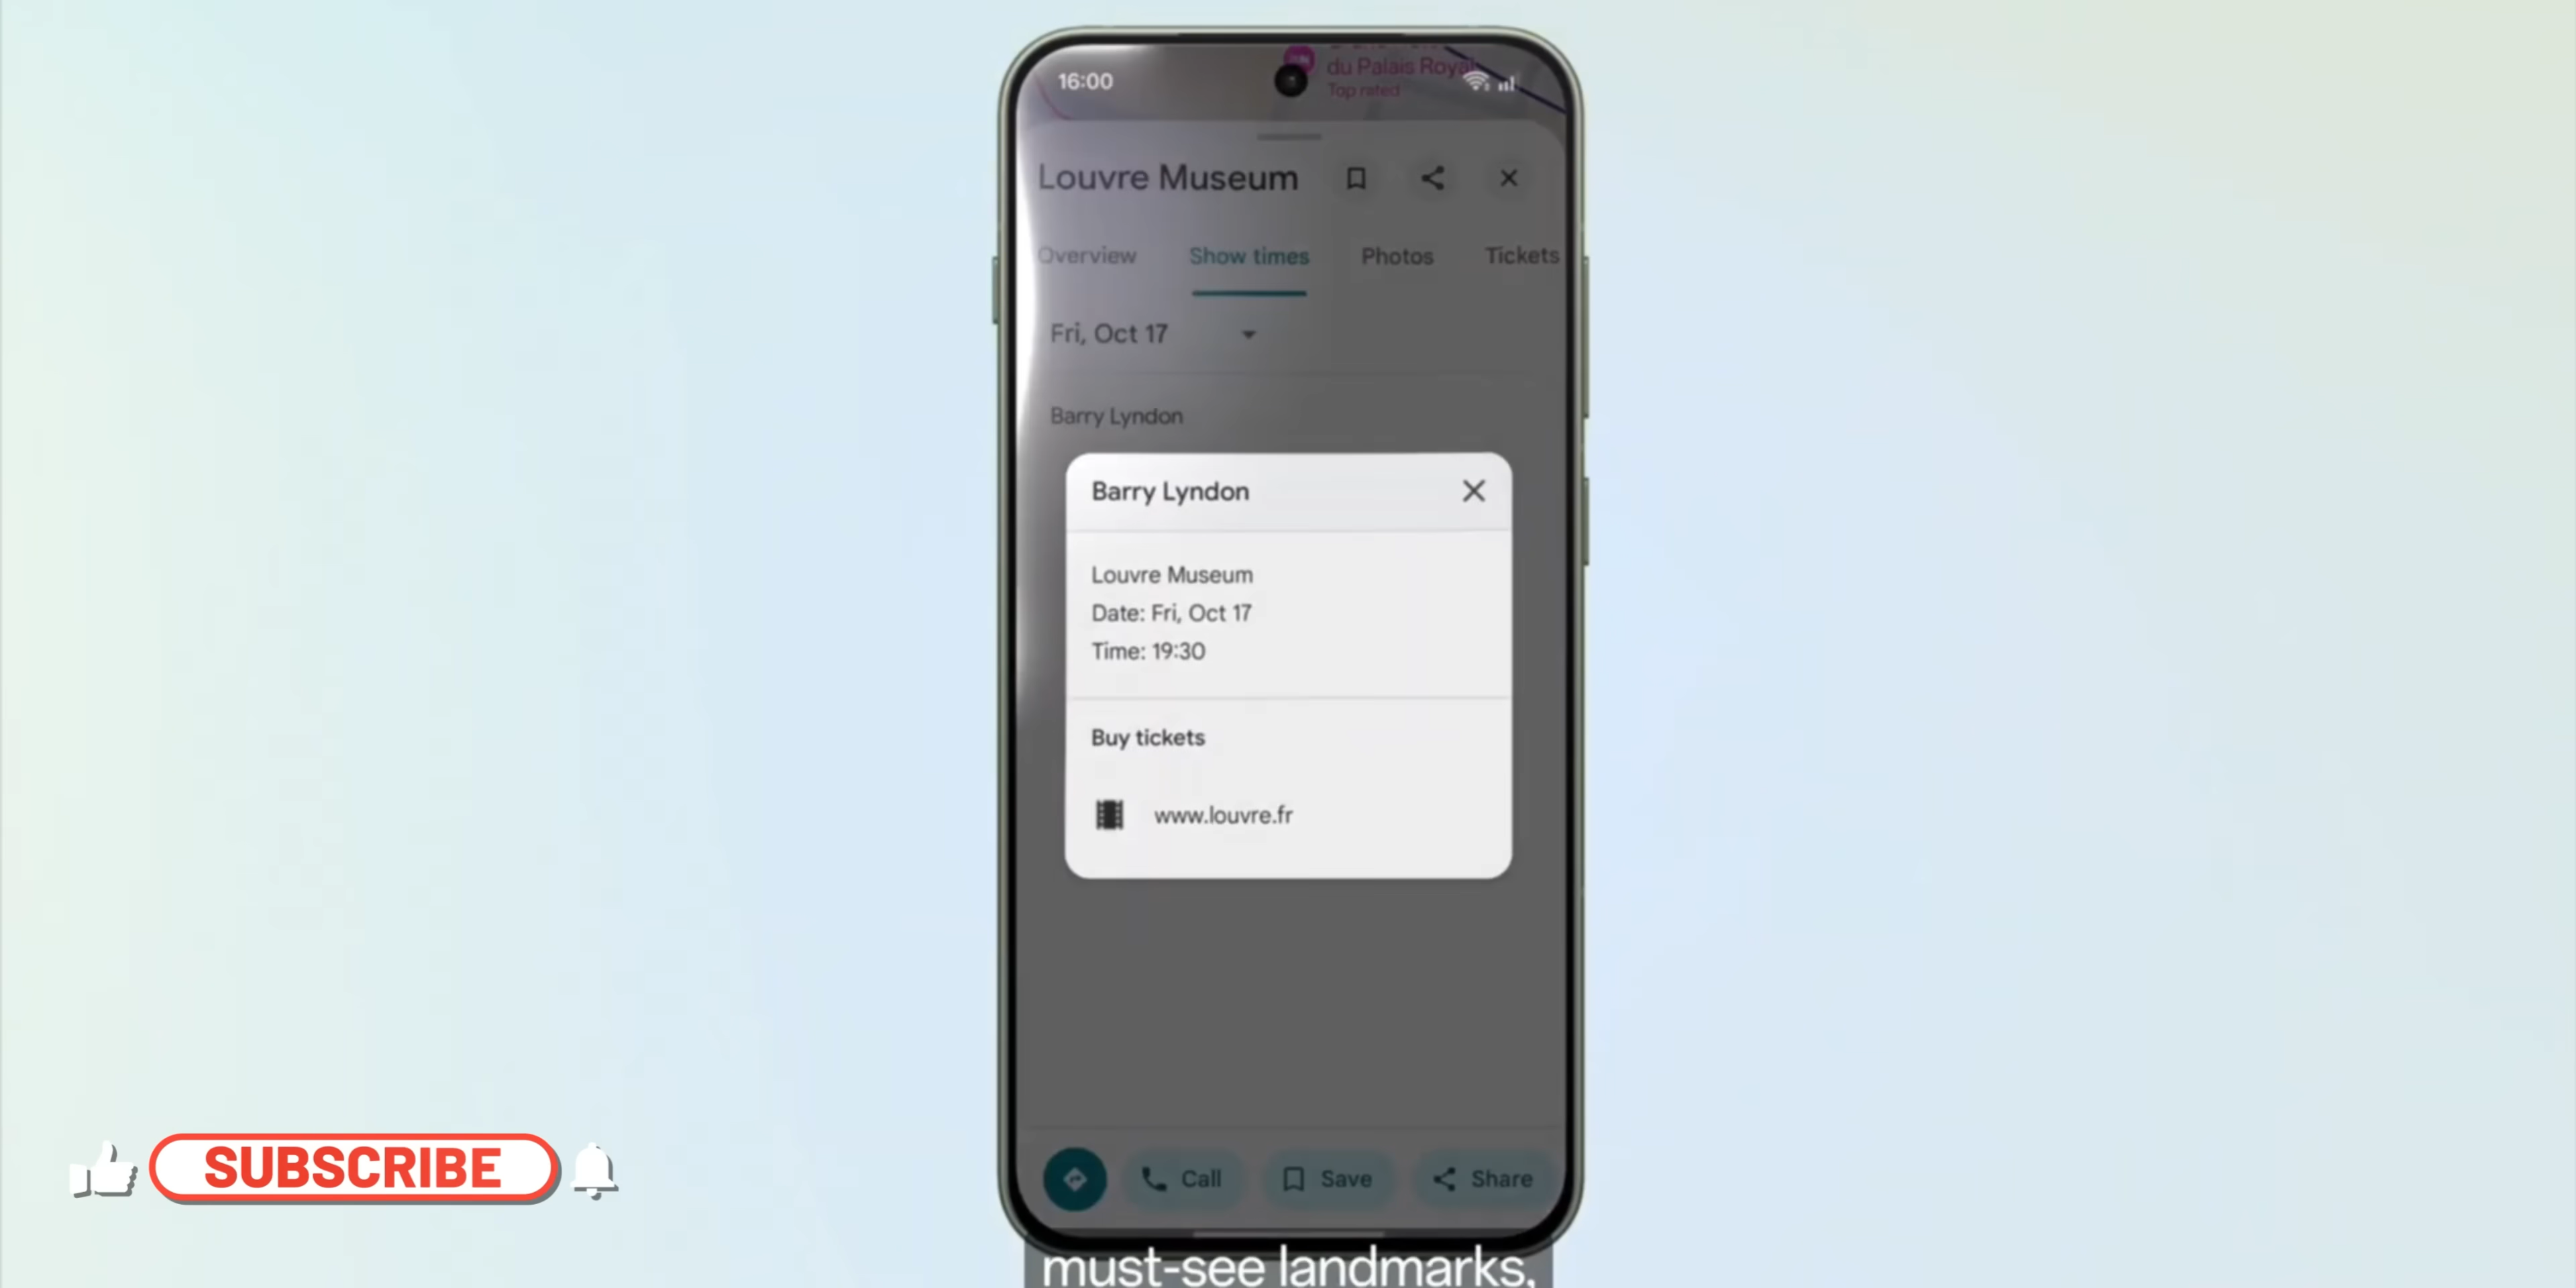 16:00
du Palais Royal
Top rated
Louvre Museum
Overview Show times Photos Tickets
Fri, Oct 17
Barry Lyndon
Barry Lyndon
Louvre Museum
Date: Fri, Oct 17
Time: 19:30
Buy tickets
www.louvre.fr
Call Save Share
SUBSCRIBE
must-see landmarks,